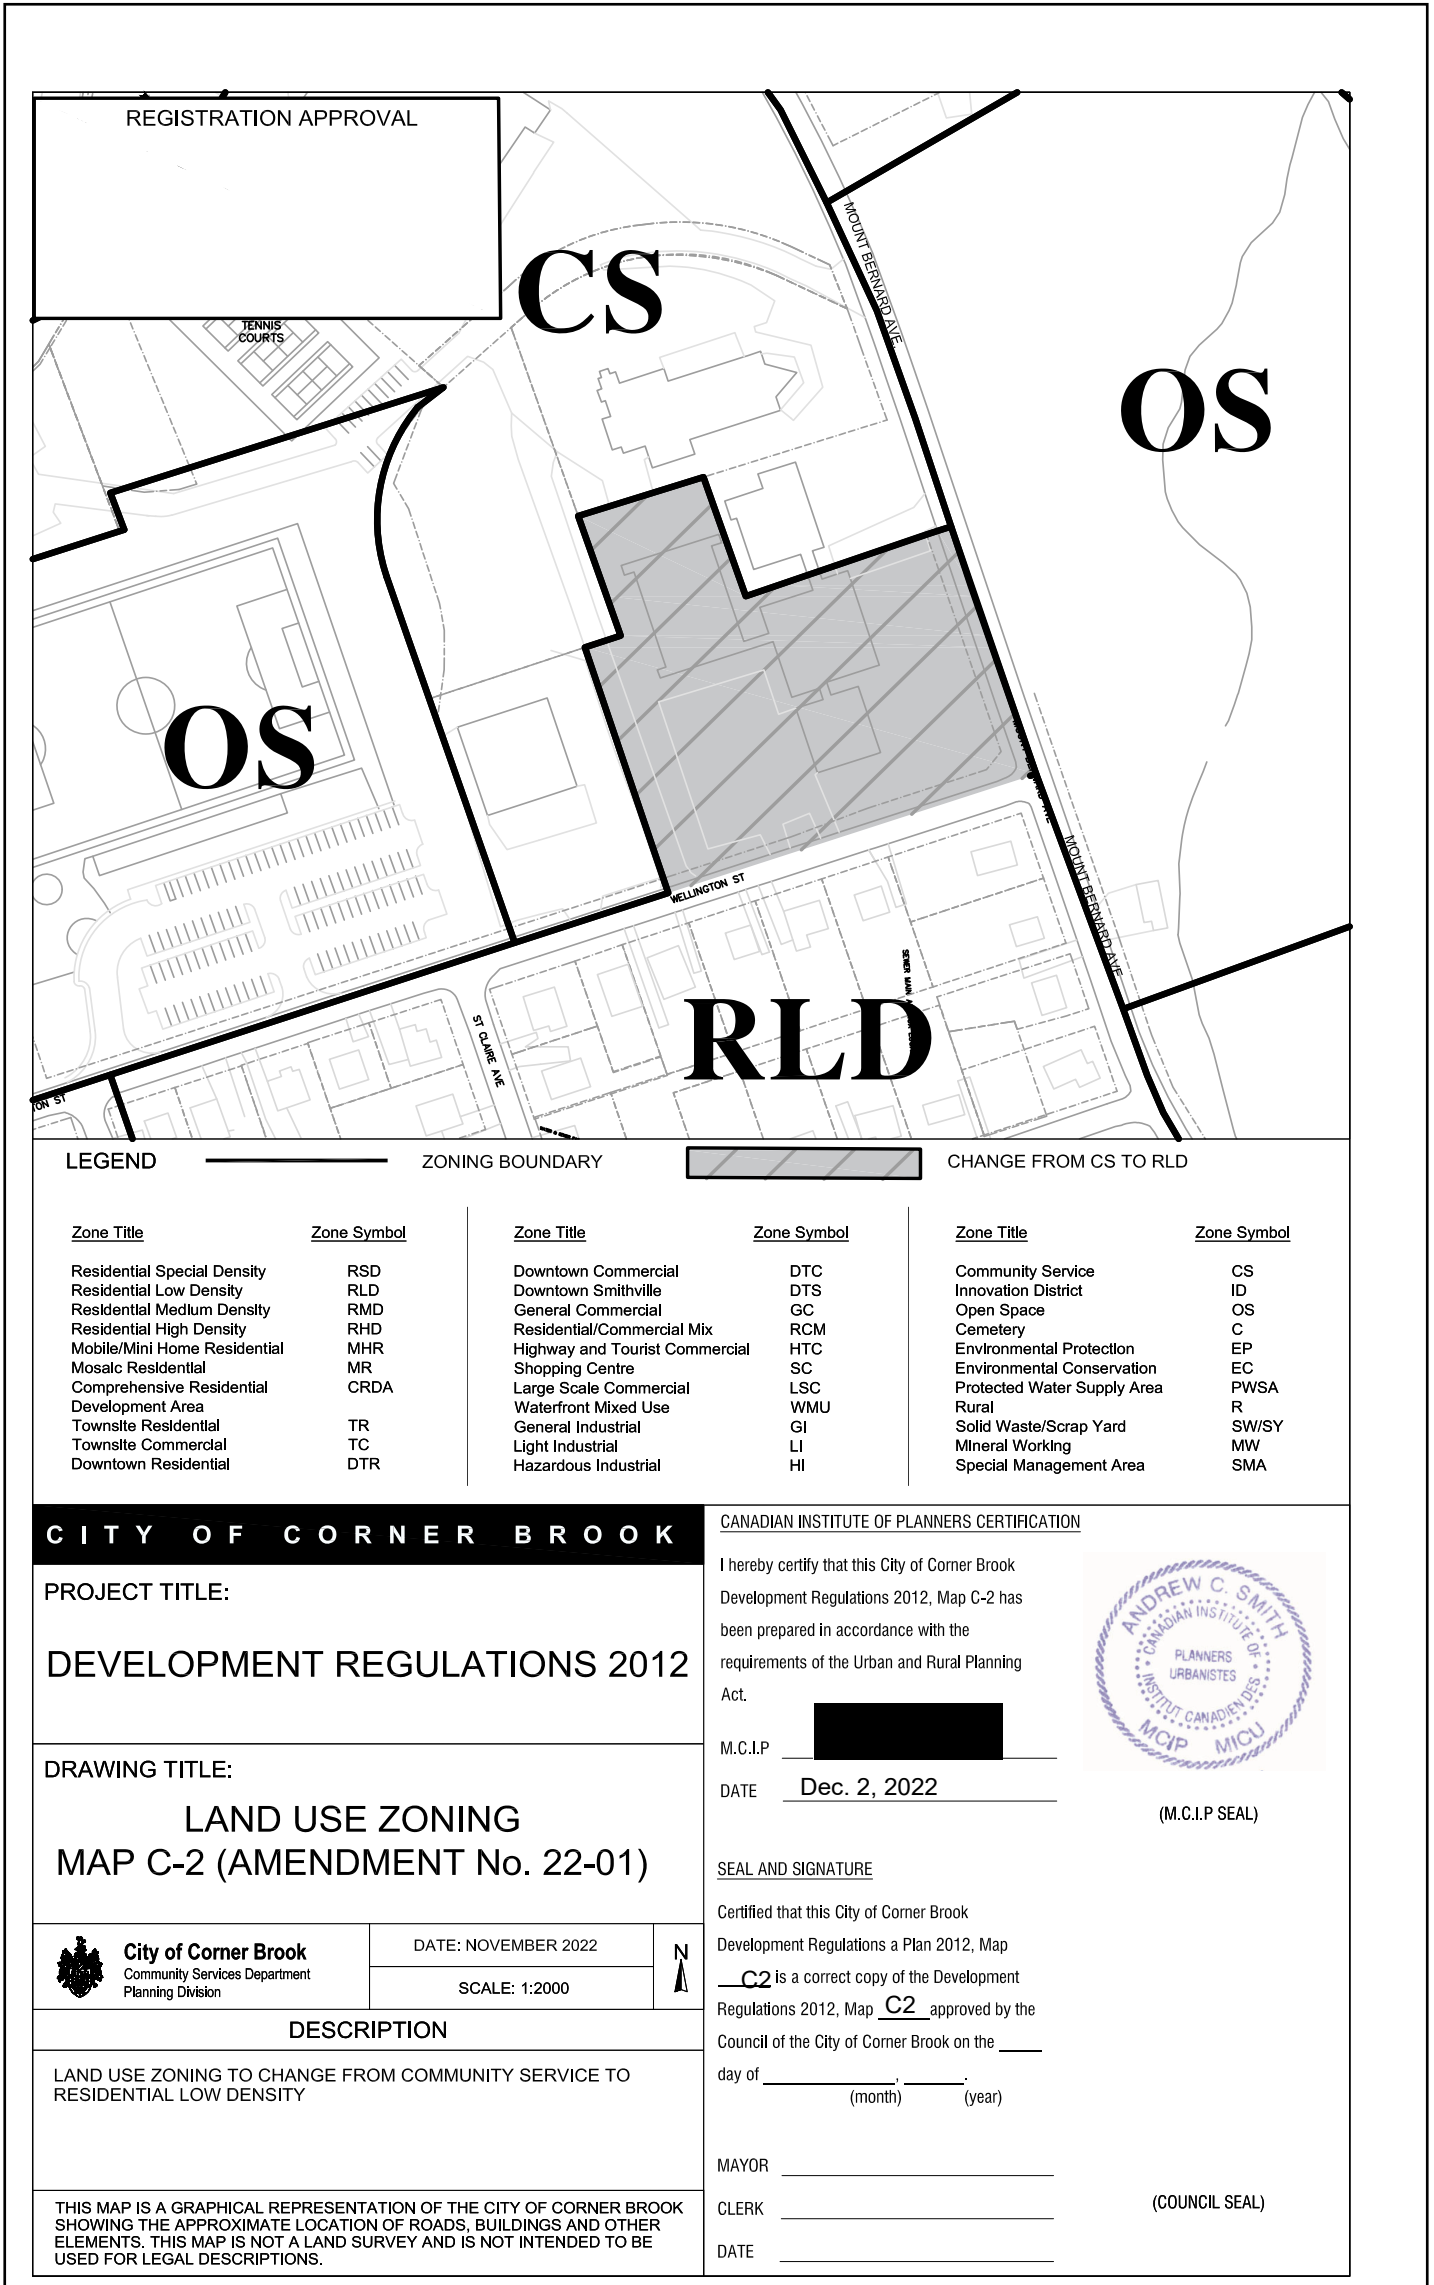 REGISTRATION APPROVAL
TENNIS
COURTS
CS
MOUNT BERNARD AVE.
OS
OS
MOUNT BERNARD AVE
WELLINGTON ST
MOUNT BERNARD AVE
SEWER MAIN
RLD
ST CLAIRE AVE
TON ST
LEGEND ZONING BOUNDARY CHANGE FROM CS TO RLD
Zone Title Zone Symbol
Residential Special Density RSD
Residential Low Density RLD
Residential Medium Density RMD
Residential High Density RHD
Mobile/Mini Home Residential MHR
Mosaic Residential MR
Comprehensive Residential CRDA
Development Area
Townsite Residential TR
Townsite Commercial TC
Downtown Residential DTR
Zone Title Zone Symbol
Downtown Commercial DTC
Downtown Smithville DTS
General Commercial GC
Residential/Commercial Mix RCM
Highway and Tourist Commercial HTC
Shopping Centre SC
Large Scale Commercial LSC
Waterfront Mixed Use WMU
General Industrial GI
Light Industrial LI
Hazardous Industrial HI
Zone Title Zone Symbol
Community Service CS
Innovation District ID
Open Space OS
Cemetery C
Environmental Protection EP
Environmental Conservation EC
Protected Water Supply Area PWSA
Rural R
Solid Waste/Scrap Yard SW/SY
Mineral Working MW
Special Management Area SMA
CITY OF CORNER BROOK
PROJECT TITLE:
DEVELOPMENT REGULATIONS 2012
DRAWING TITLE:
LAND USE ZONING
MAP C-2 (AMENDMENT No. 22-01)
City of Corner Brook
Community Services Department
Planning Division
DATE: NOVEMBER 2022
SCALE: 1:2000
N
DESCRIPTION
LAND USE ZONING TO CHANGE FROM COMMUNITY SERVICE TO
RESIDENTIAL LOW DENSITY
THIS MAP IS A GRAPHICAL REPRESENTATION OF THE CITY OF CORNER BROOK
SHOWING THE APPROXIMATE LOCATION OF ROADS, BUILDINGS AND OTHER
ELEMENTS. THIS MAP IS NOT A LAND SURVEY AND IS NOT INTENDED TO BE
USED FOR LEGAL DESCRIPTIONS.
CANADIAN INSTITUTE OF PLANNERS CERTIFICATION
I hereby certify that this City of Corner Brook
Development Regulations 2012, Map C-2 has
been prepared in accordance with the
requirements of the Urban and Rural Planning
Act.
M.C.I.P
DATE Dec. 2, 2022
ANDREW C. SMITH
CANADIAN INSTITUTE OF
PLANNERS
URBANISTES
INSTITUT CANADIEN DES
MCIP MICU
(M.C.I.P SEAL)
SEAL AND SIGNATURE
Certified that this City of Corner Brook
Development Regulations a Plan 2012, Map
C2 is a correct copy of the Development
Regulations 2012, Map C2 approved by the
Council of the City of Corner Brook on the
day of , .
(month) (year)
MAYOR
CLERK
DATE
(COUNCIL SEAL)